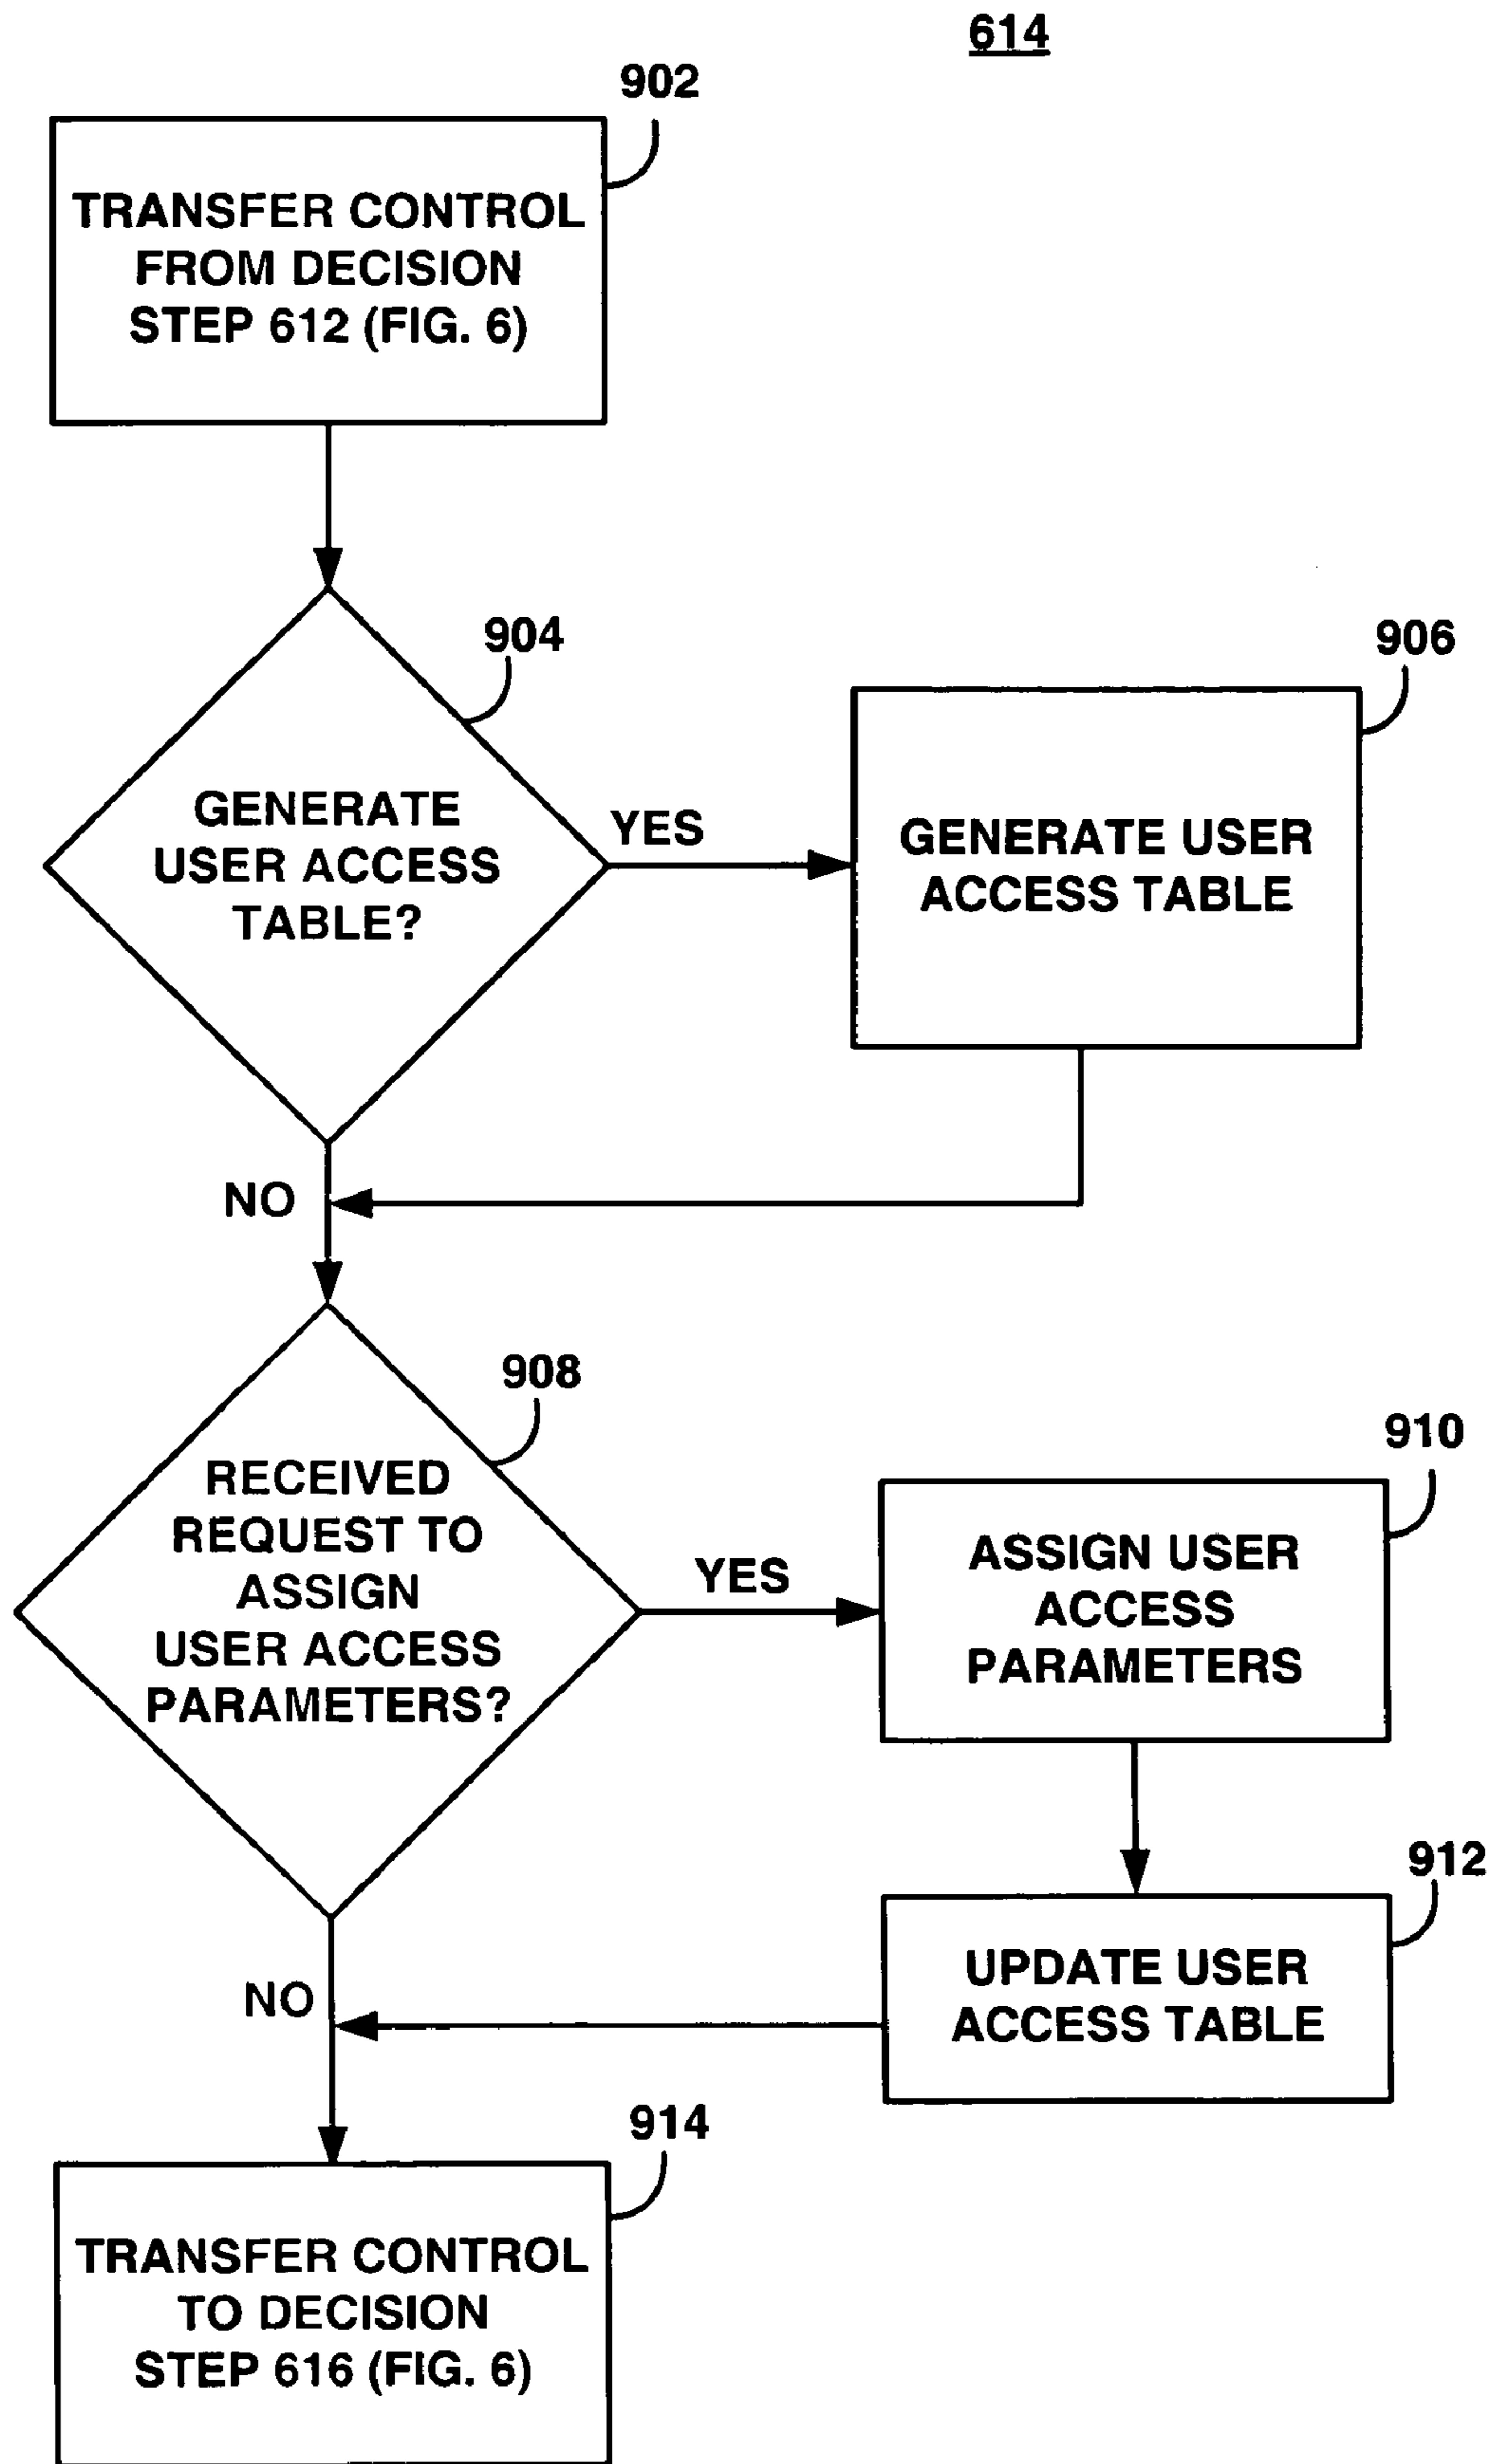 614
902
TRANSFER CONTROL
FROM DECISION
STEP 612 (FIG. 6)
904
GENERATE
USER ACCESS
TABLE?
YES
906
GENERATE USER
ACCESS TABLE
NO
908
RECEIVED
REQUEST TO
ASSIGN
USER ACCESS
PARAMETERS?
YES
910
ASSIGN USER
ACCESS
PARAMETERS
912
UPDATE USER
ACCESS TABLE
NO
914
TRANSFER CONTROL
TO DECISION
STEP 616 (FIG. 6)